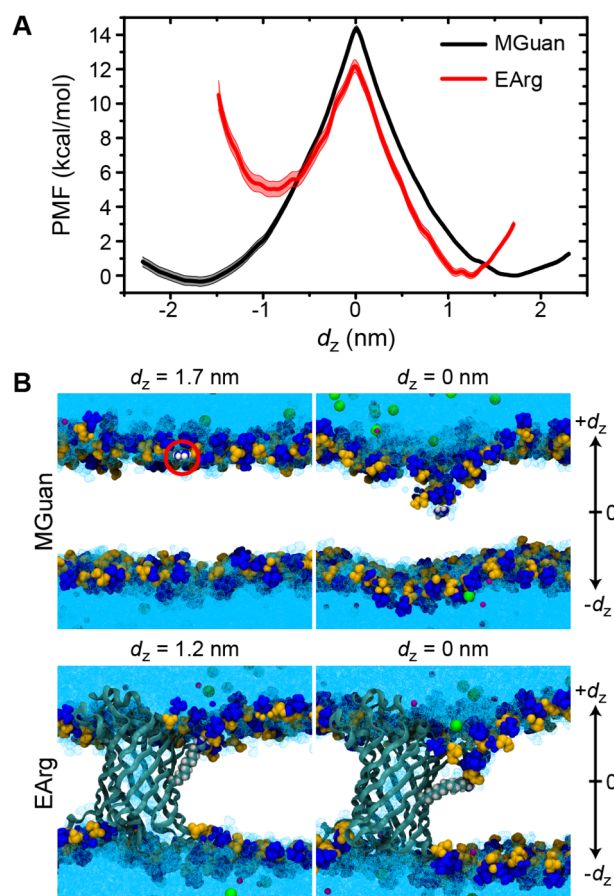 A
14
12
10
8
6
4
2
0
PMF (kcal/mol)
MGuan
EArg
-2 -1 0 1 2
dz (nm)
B
dz = 1.7 nm dz = 0 nm
MGuan
+dz
0
-dz
dz = 1.2 nm dz = 0 nm
EArg
+dz
0
-dz